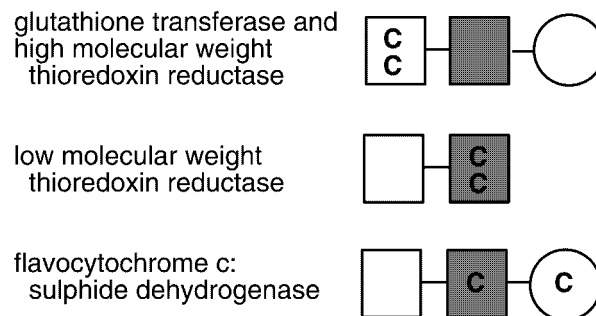 glutathione transferase and
high molecular weight
thioredoxin reductase
C
C
low molecular weight
thioredoxin reductase
C
C
flavocytochrome c:
sulphide dehydrogenase
C C